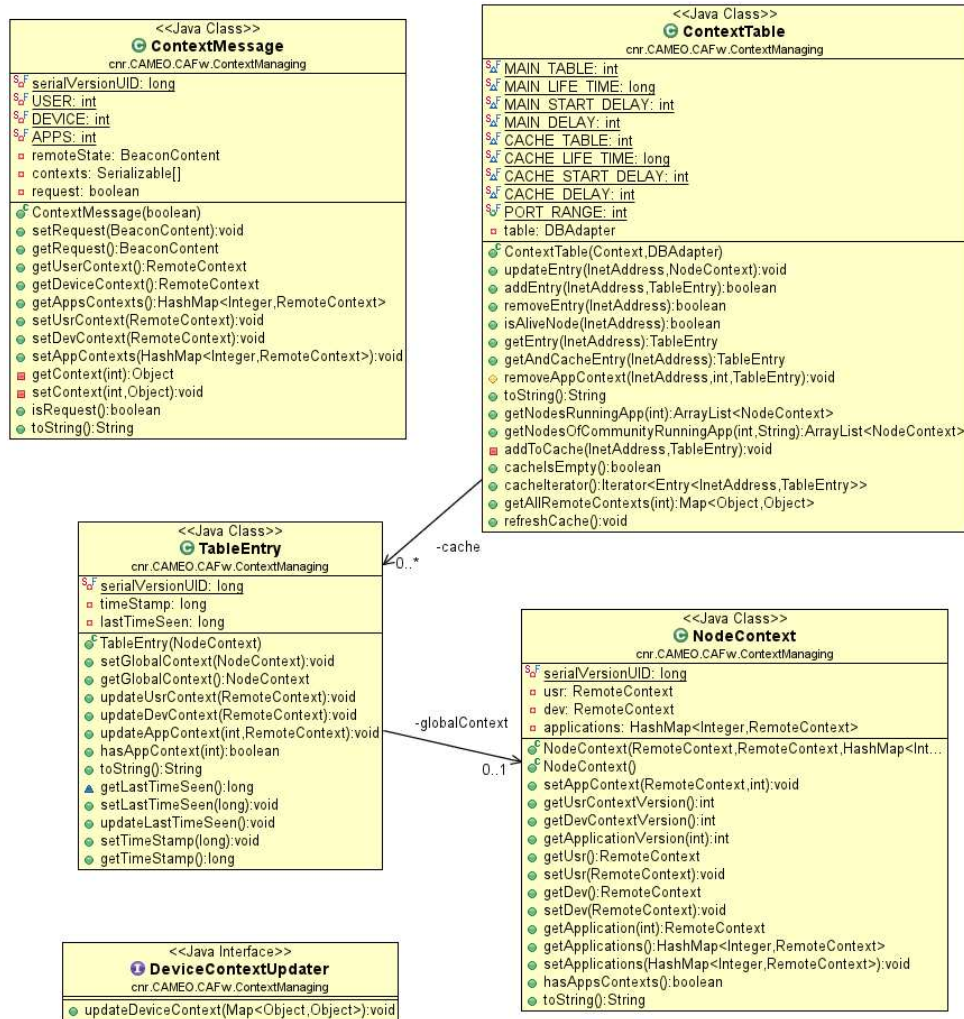 <<Java Class>>
ContextMessage
cnr.CAMEO.CAFw.ContextManaging
serialVersionUID: long
USER: int
DEVICE: int
APPS: int
remoteState: BeaconContent
contexts: Serializable[]
request: boolean
ContextMessage(boolean)
setRequest(BeaconContent):void
getRequest():BeaconContent
getUserContext():RemoteContext
getDeviceContext():RemoteContext
getAppsContexts():HashMap<Integer,RemoteContext>
setUsrContext(RemoteContext):void
setDevContext(RemoteContext):void
setAppContexts(HashMap<Integer,RemoteContext>):void
getContext(int):Object
setContext(int,Object):void
isRequest():boolean
toString():String
<<Java Class>>
ContextTable
cnr.CAMEO.CAFw.ContextManaging
MAIN_TABLE: int
MAIN_LIFE_TIME: long
MAIN_START_DELAY: int
MAIN_DELAY: int
CACHE_TABLE: int
CACHE_LIFE_TIME: long
CACHE_START_DELAY: int
CACHE_DELAY: int
PORT_RANGE: int
table: DBAdapter
ContextTable(Context,DBAdapter)
updateEntry(InetAddress,NodeContext):void
addEntry(InetAddress,TableEntry):boolean
removeEntry(InetAddress):boolean
isAliveNode(InetAddress):boolean
getEntry(InetAddress):TableEntry
getAndCacheEntry(InetAddress):TableEntry
removeAppContext(InetAddress,int,TableEntry):void
toString():String
getNodesRunningApp(int):ArrayList<NodeContext>
getNodesOfCommunityRunningApp(int,String):ArrayList<NodeContext>
addToCache(InetAddress,TableEntry):void
cacheIsEmpty():boolean
cacheIterator():Iterator<Entry<InetAddress,TableEntry>>
getAllRemoteContexts(int):Map<Object,Object>
refreshCache():void
-cache
0..*
<<Java Class>>
TableEntry
cnr.CAMEO.CAFw.ContextManaging
serialVersionUID: long
timeStamp: long
lastTimeSeen: long
TableEntry(NodeContext)
setGlobalContext(NodeContext):void
getGlobalContext():NodeContext
updateUsrContext(RemoteContext):void
updateDevContext(RemoteContext):void
updateAppContext(int,RemoteContext):void
hasAppContext(int):boolean
toString():String
getLastTimeSeen():long
setLastTimeSeen(long):void
updateLastTimeSeen():void
setTimeStamp(long):void
getTimeStamp():long
-globalContext
0..1
<<Java Class>>
NodeContext
cnr.CAMEO.CAFw.ContextManaging
serialVersionUID: long
usr: RemoteContext
dev: RemoteContext
applications: HashMap<Integer,RemoteContext>
NodeContext(RemoteContext,RemoteContext,HashMap<Int...
NodeContext()
setAppContext(RemoteContext,int):void
getUsrContextVersion():int
getDevContextVersion():int
getApplicationVersion(int):int
getUsr():RemoteContext
setUsr(RemoteContext):void
getDev():RemoteContext
setDev(RemoteContext):void
getApplication(int):RemoteContext
getApplications():HashMap<Integer,RemoteContext>
setApplications(HashMap<Integer,RemoteContext>):void
hasAppsContexts():boolean
toString():String
<<Java Interface>>
DeviceContextUpdater
cnr.CAMEO.CAFw.ContextManaging
updateDeviceContext(Map<Object,Object>):void